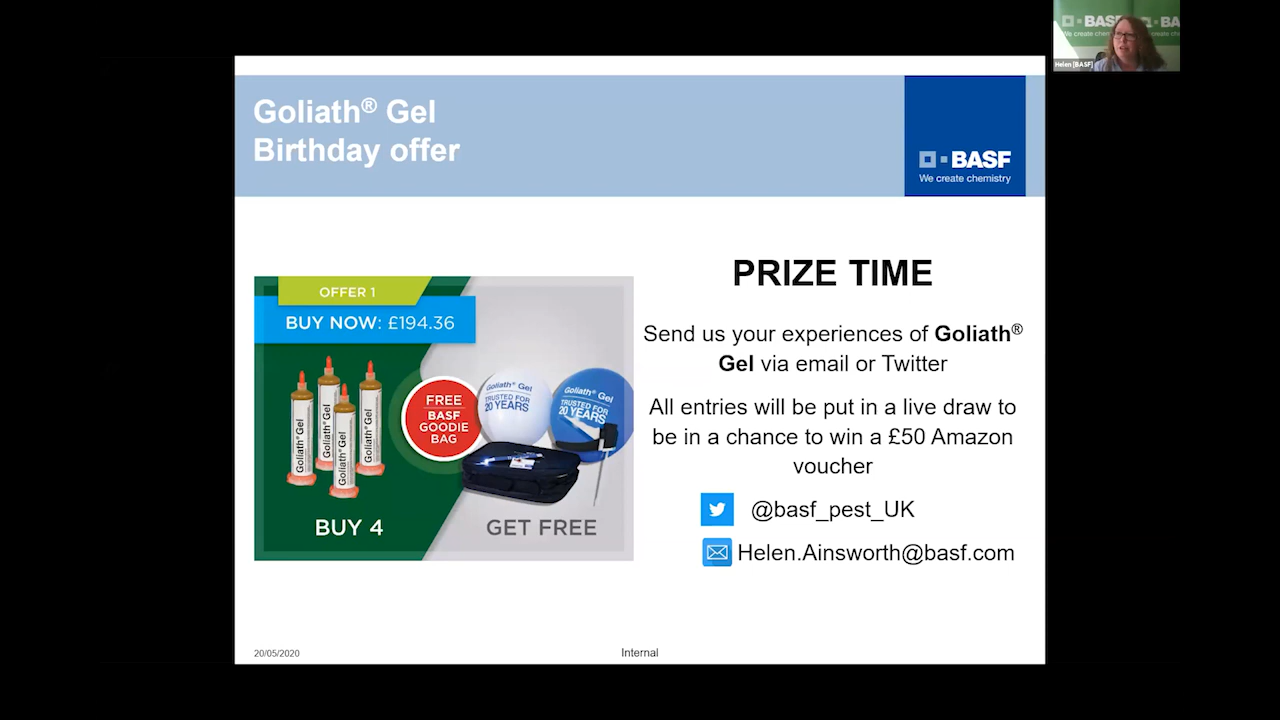 Goliath® Gel
Birthday offer
BASF
We create chemistry
BASF
We create chem
Helen [BASF]
OFFER 1
BUY NOW: £194.36
Goliath® Gel
Goliath® Gel
Goliath® Gel
Goliath® Gel
FREE
BASF
GOODIE
BAG
Goliath® Gel
TRUSTED FOR
20 YEARS
Goliath® Gel
TRUSTED FOR
20 YEARS
BUY 4
GET FREE
PRIZE TIME
Send us your experiences of Goliath®
Gel via email or Twitter
All entries will be put in a live draw to
be in a chance to win a £50 Amazon
voucher
@basf_pest_UK
Helen.Ainsworth@basf.com
20/05/2020
Internal